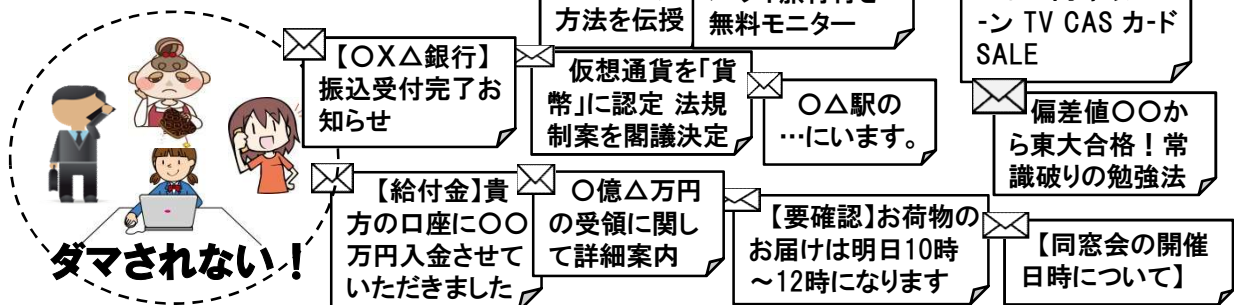 方法を伝授
無料モニター
-ン TV CAS カ-ド
SALE
【〇X△銀行】
振込受付完了お
知らせ
仮想通貨を「貨
幣」に認定 法規
制案を閣議決定
〇△駅の
…にいます。
偏差値〇〇か
ら東大合格！常
識破りの勉強法
【給付金】貴
方の口座に〇〇
万円入金させて
いただきました
〇億△万円
の受領に関し
て詳細案内
【要確認】お荷物の
お届けは明日10時
～12時になります
【同窓会の開催
日時について】
ダマされない！